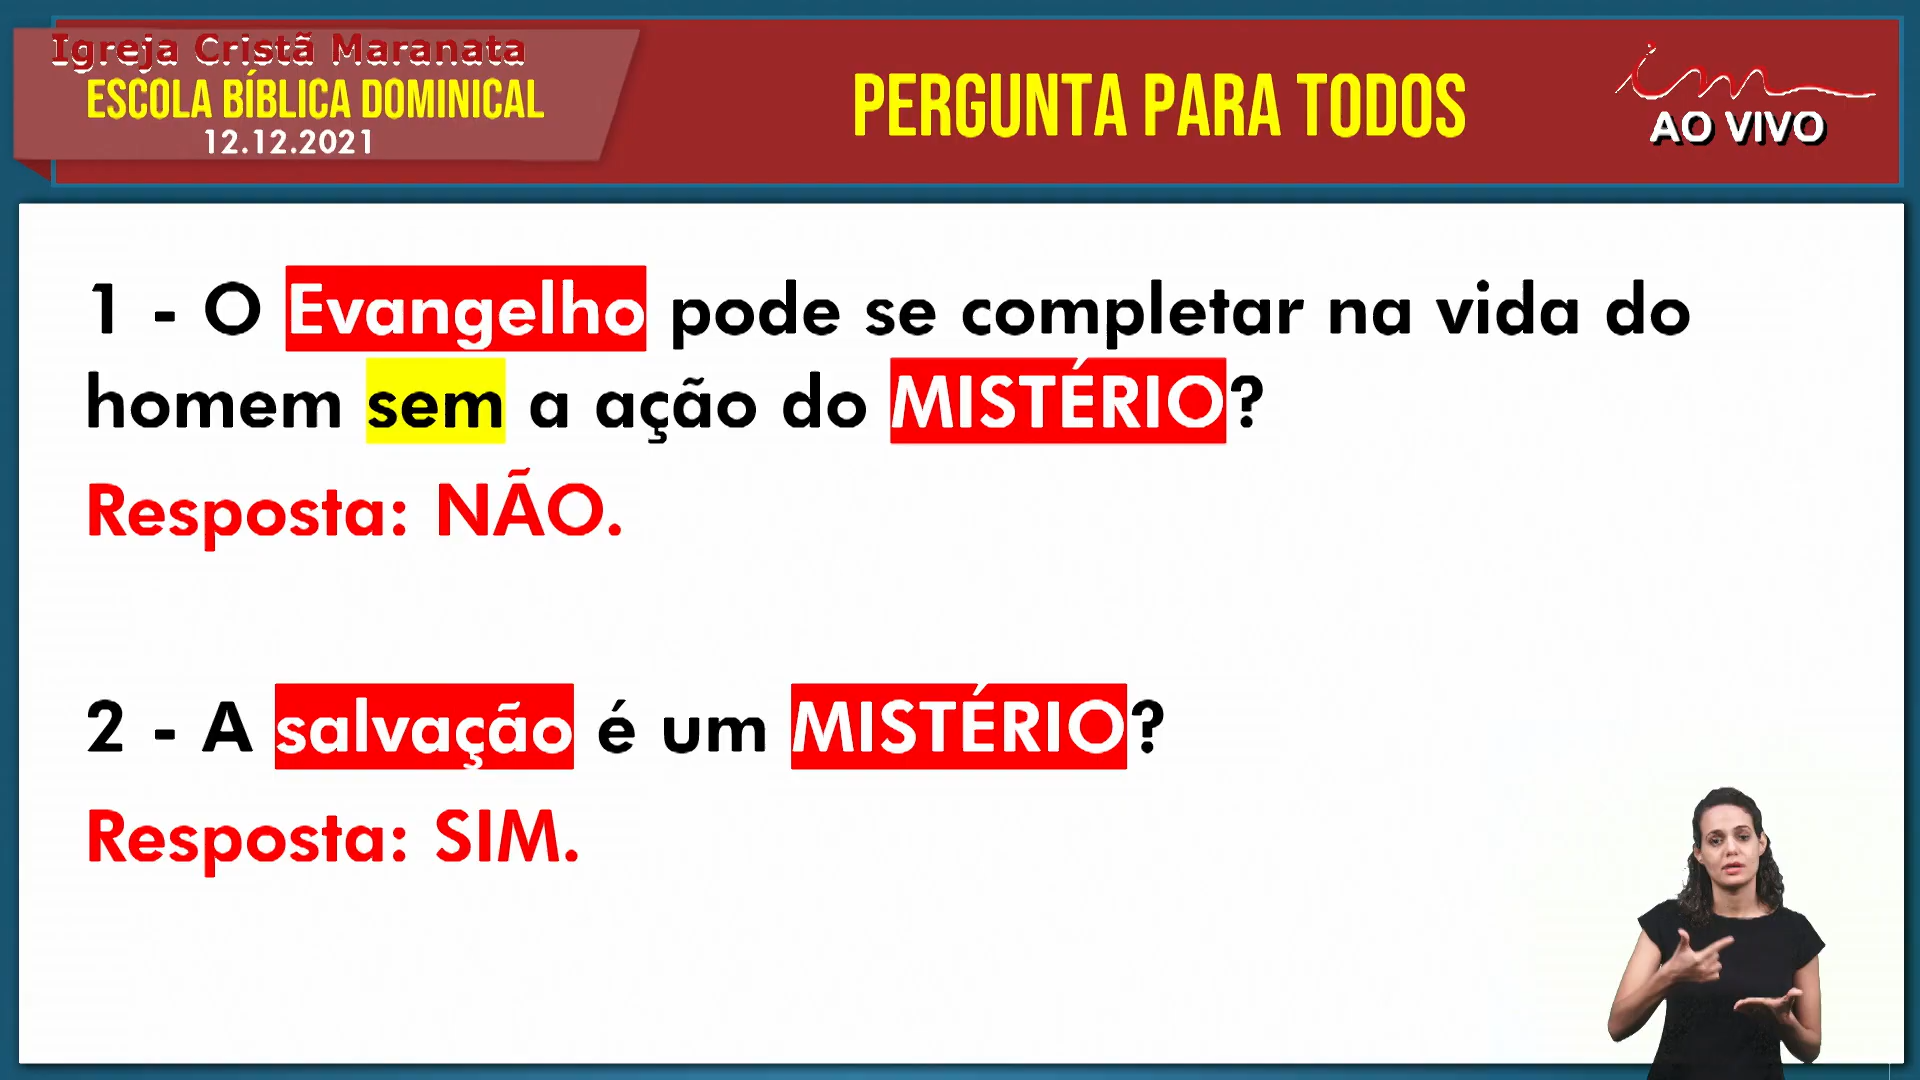 Igreja Cristã Maranata
ESCOLA BÍBLICA DOMINICAL
12.12.2021
PERGUNTA PARA TODOS
im
AO VIVO
1 - O Evangelho pode se completar na vida do
homem sem a ação do MISTÉRIO?
Resposta: NÃO.
2 - A salvação é um MISTÉRIO?
Resposta: SIM.